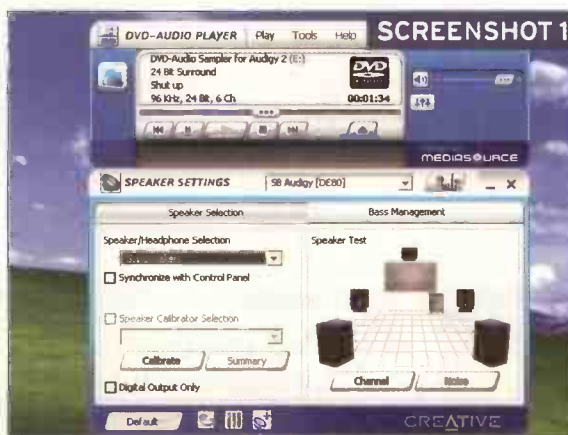 SCREENSHOT 1
DVD-AUDIO PLAYER Play Tools Help
DVD-Audio Sampler for Audigy 2 (E:)
24 Bit Surround
Shut up
96 KHz, 24 Bit, 6 Ch
DVD
00:01:34
MEDIASOURCE
SPEAKER SETTINGS
SB Audigy [DE80]
Speaker Selection
Bass Management
Speaker/Headphone Selection
Synchronize with Control Panel
Speaker Calibrator Selection
Calibrate
Summary
Digital Output Only
Speaker Test
Channel
Noise
Default
CREATIVE